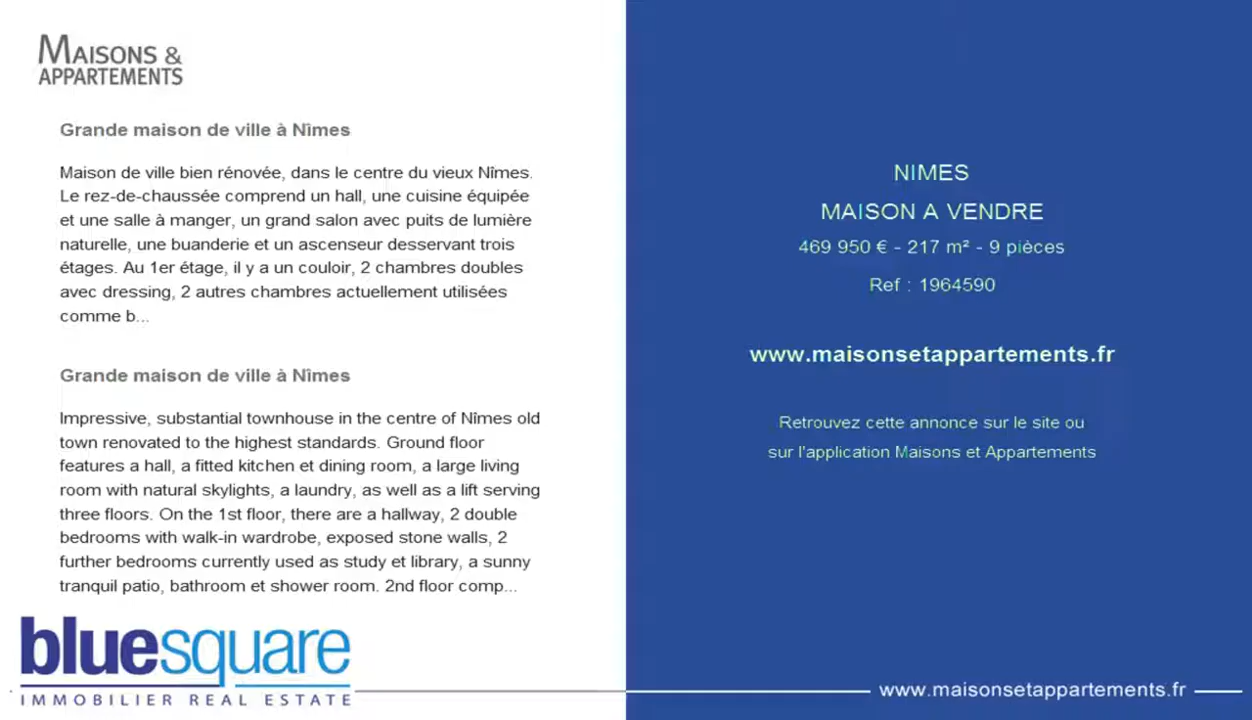 MAISONS &
APPARTEMENTS
Grande maison de ville à Nîmes
Maison de ville bien rénovée, dans le centre du vieux Nîmes.
Le rez-de-chaussée comprend un hall, une cuisine équipée
et une salle à manger, un grand salon avec puits de lumière
naturelle, une buanderie et un ascenseur desservant trois
étages. Au 1er étage, il y a un couloir, 2 chambres doubles
avec dressing, 2 autres chambres actuellement utilisées
comme b...
Grande maison de ville à Nîmes
Impressive, substantial townhouse in the centre of Nîmes old
town renovated to the highest standards. Ground floor
features a hall, a fitted kitchen et dining room, a large living
room with natural skylights, a laundry, as well as a lift serving
three floors. On the 1st floor, there are a hallway, 2 double
bedrooms with walk-in wardrobe, exposed stone walls, 2
further bedrooms currently used as study et library, a sunny
tranquil patio, bathroom et shower room. 2nd floor comp...
bluesquare
IMMOBILIER REAL ESTATE
NIMES
MAISON A VENDRE
469 950 € - 217 m² - 9 pièces
Ref : 1964590
www.maisonsetappartements.fr
Retrouvez cette annonce sur le site ou
sur l'application Maisons et Appartements
www.maisonsetappartements.fr